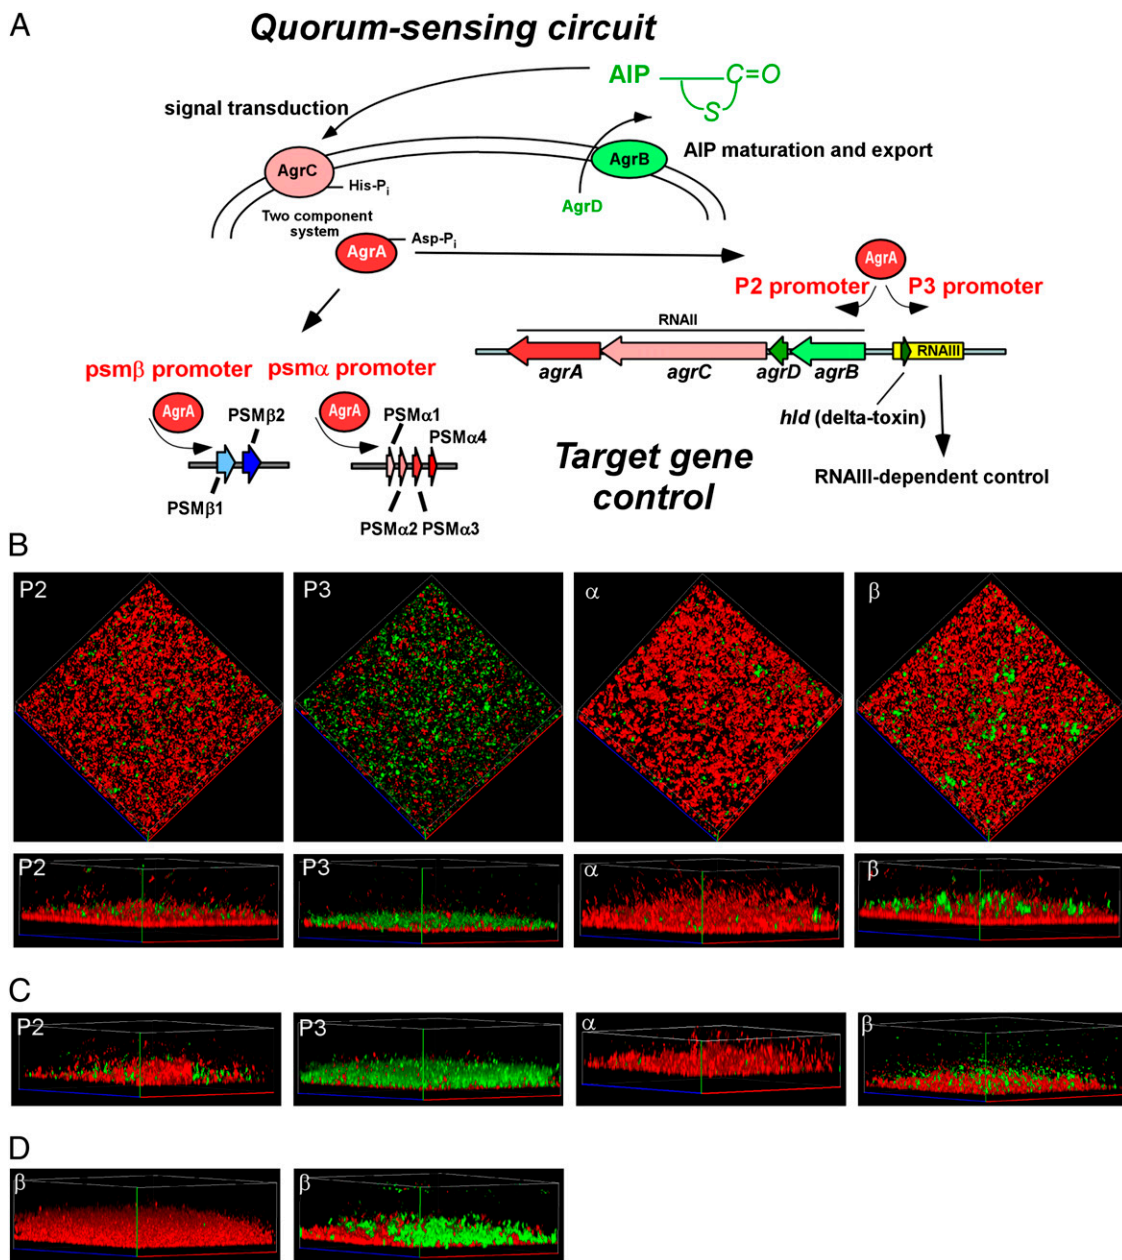 A
Quorum-sensing circuit
AIP
C=O
S
signal transduction
AIP maturation and export
AgrC
AgrB
His-Pi
AgrD
Two component
system
AgrA
Asp-Pi
AgrA
P2 promoter
P3 promoter
RNAII
RNAIII
agrA
agrC
agrD
agrB
hld (delta-toxin)
RNAIII-dependent control
psmβ promoter
psmα promoter
AgrA
AgrA
PSMβ2
PSMα1
PSMα4
PSMβ1
PSMα2
PSMα3
Target gene
control
B
P2
P3
α
β
P2
P3
α
β
C
P2
P3
α
β
D
β
β